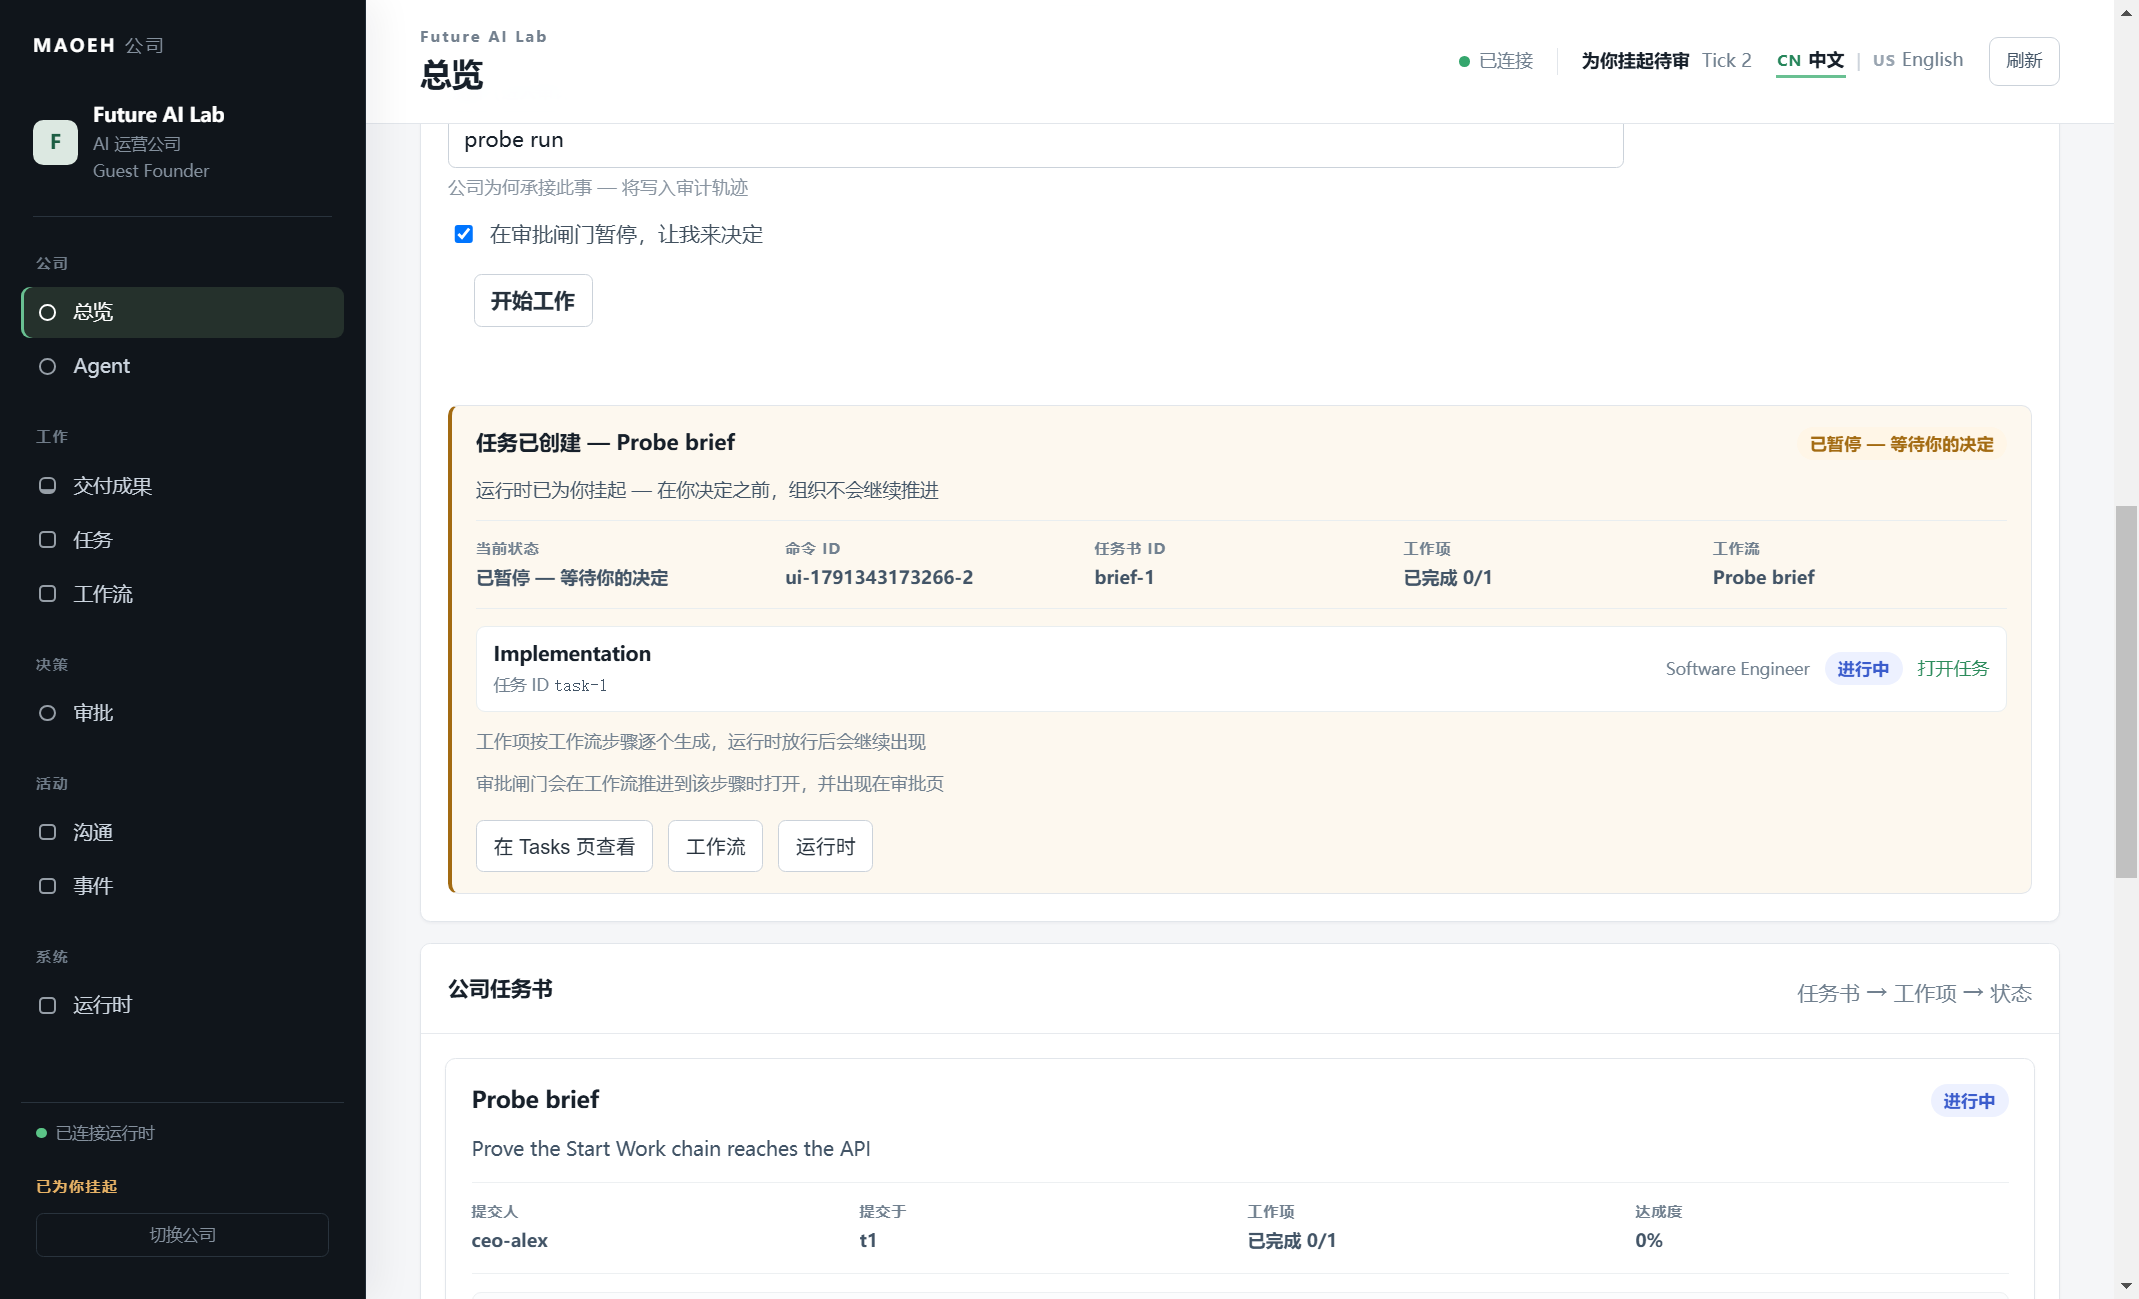 MAOEH 公司
F
Future AI Lab
AI 运营公司
Guest Founder
公司
总览
Agent
工作
交付成果
任务
工作流
决策
审批
活动
沟通
事件
系统
运行时
已连接运行时
已为你挂起
切换公司
Future AI Lab
总览
已连接
为你挂起待审 Tick 2
CN 中文 | US English
刷新
probe run
公司为何承接此事 — 将写入审计轨迹
在审批闸门暂停，让我来决定
开始工作
任务已创建 — Probe brief
已暂停 — 等待你的决定
运行时已为你挂起 — 在你决定之前，组织不会继续推进
当前状态
已暂停 — 等待你的决定
命令 ID
ui-1791343173266-2
任务书 ID
brief-1
工作项
已完成 0/1
工作流
Probe brief
Implementation
任务 ID task-1
Software Engineer
进行中
打开任务
工作项按工作流步骤逐个生成，运行时放行后会继续出现
审批闸门会在工作流推进到该步骤时打开，并出现在审批页
在 Tasks 页查看
工作流
运行时
公司任务书
任务书 → 工作项 → 状态
Probe brief
进行中
Prove the Start Work chain reaches the API
提交人
ceo-alex
提交于
t1
工作项
已完成 0/1
达成度
0%